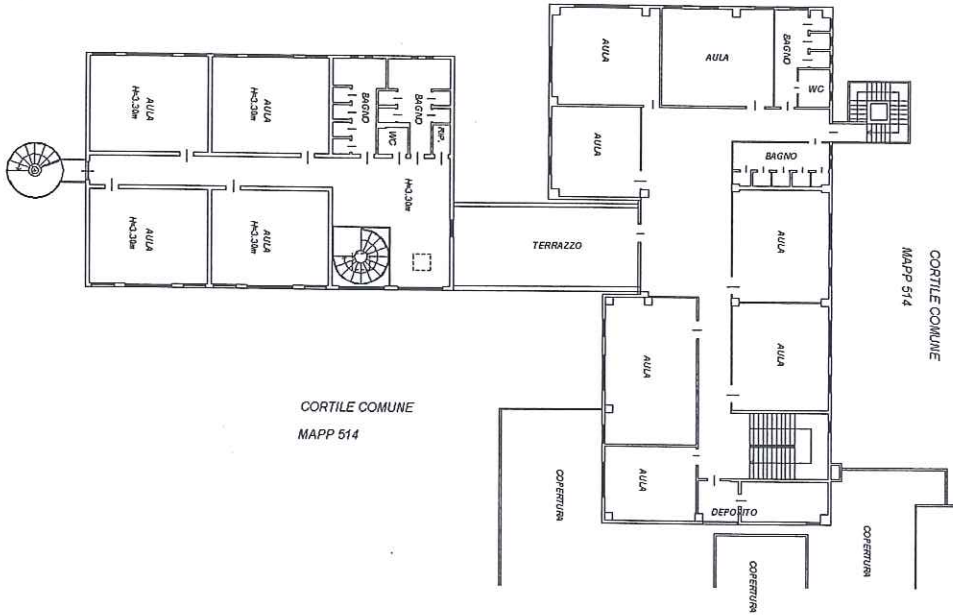 AULA
AULA
BAGNO
WC
AULA
H=3.30m
AULA
H=3.30m
BAGNO
BAGNO
WC
RIP.
H=3.30m
AULA
BAGNO
AULA
H=3.30m
AULA
H=3.30m
TERRAZZO
AULA
CORTILE COMUNE
MAPP 514
AULA
AULA
CORTILE COMUNE
MAPP 514
AULA
COPERTURA
DEPOSITO
COPERTURA
COPERTURA